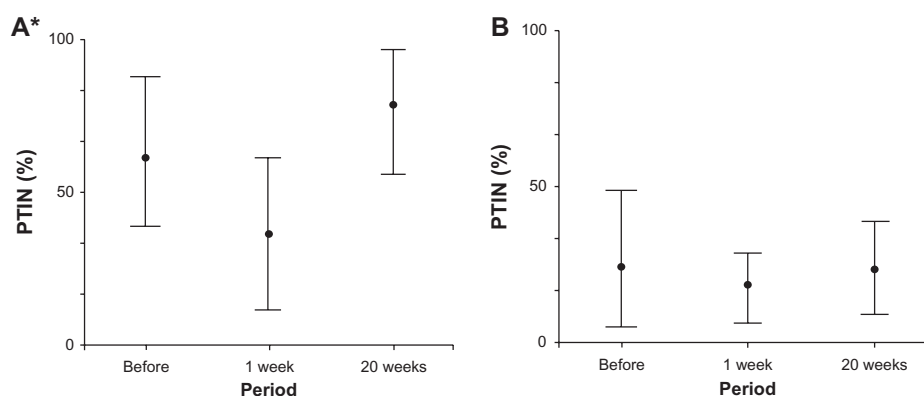 A*
100
50
0
PTIN (%)
Before
1 week
20 weeks
Period
B
100
50
0
PTIN (%)
Before
1 week
20 weeks
Period